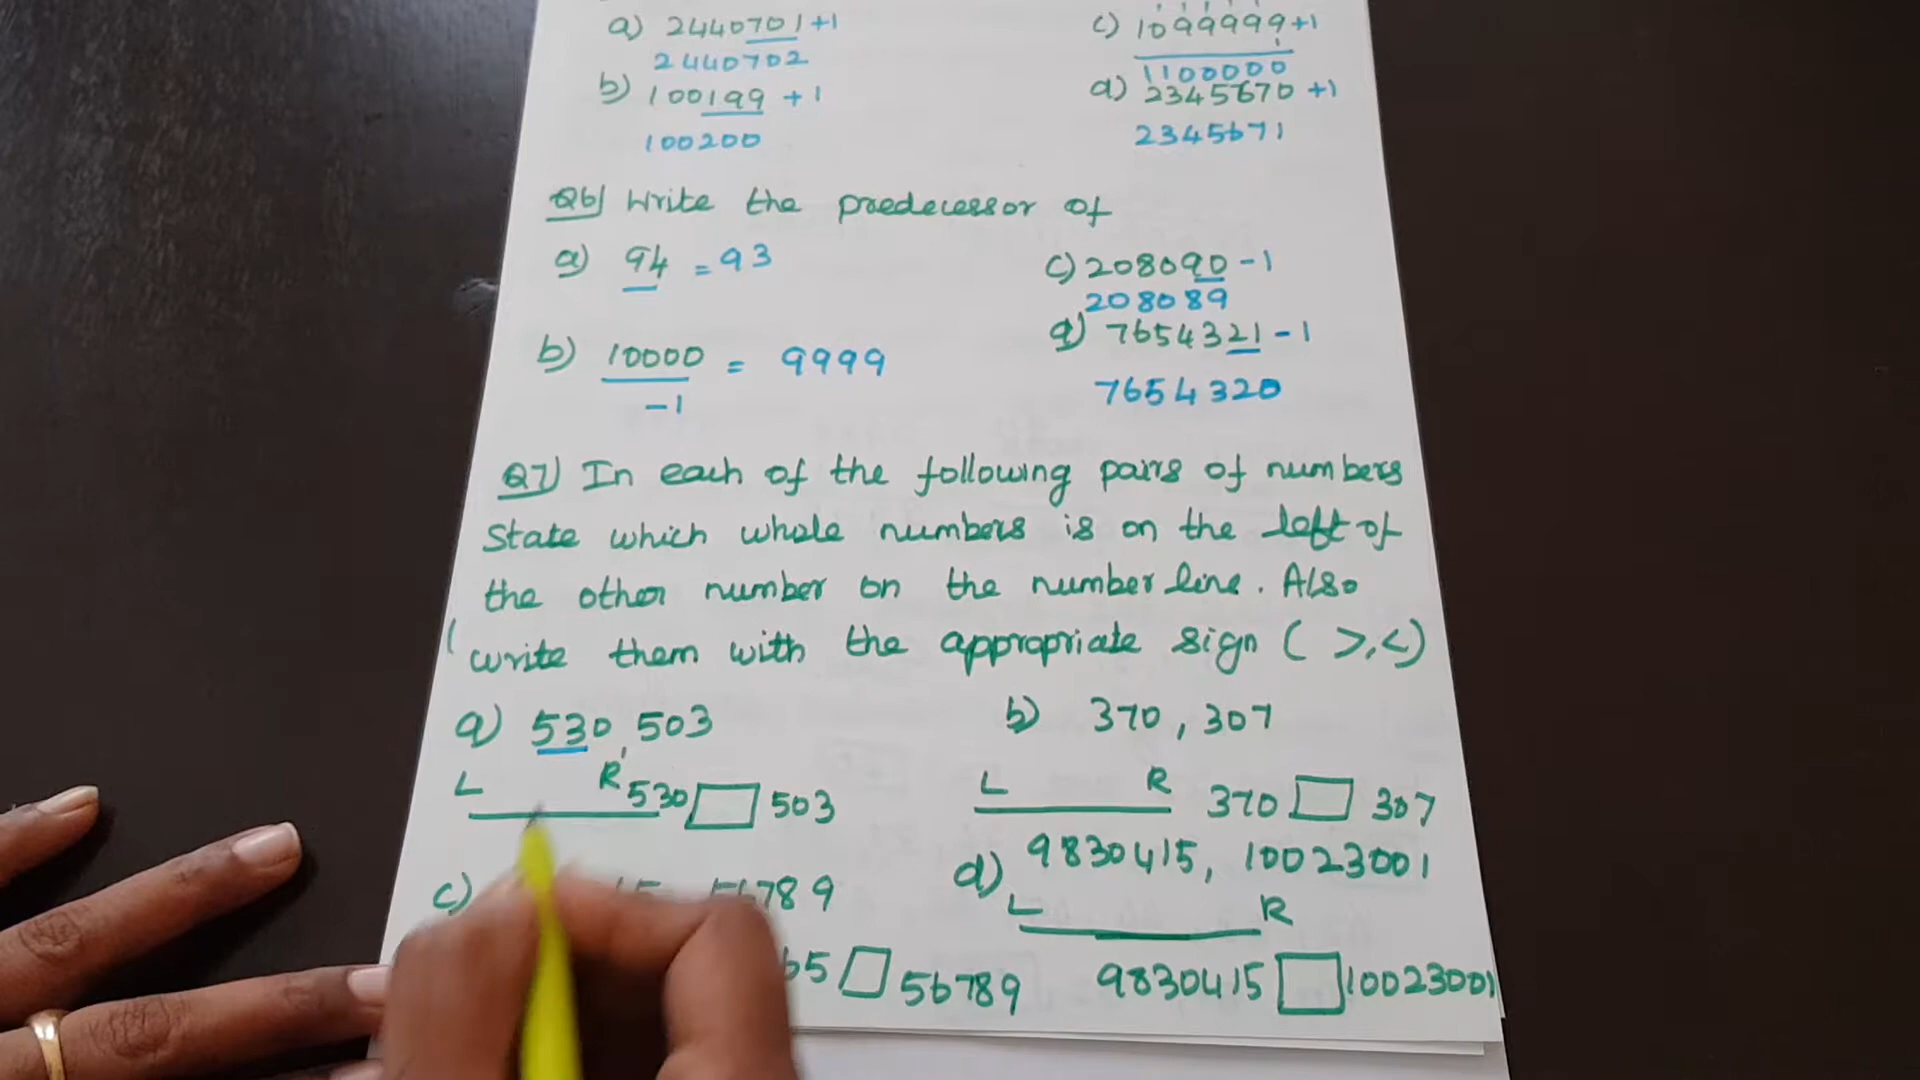 a) 2440701+1
2440702
b) 100199 + 1
100200
c) 1099999+1
1100000
d) 2345670 +1
2345671
Q6) Write the predecessor of
a) 94 = 93
b) 10000 = 9999
-1
c) 208090 - 1
208089
d) 7654321 - 1
7654320
Q7) In each of the following pairs of numbers
State which whole numbers is on the left of
the other number on the number line. Also
write them with the appropriate sign ( >,<)
a) 530, 503
L R 530 503
b) 370, 307
L R 370 307
c) 56789
56789
d) 9830415, 10023001
L R
9830415 10023001